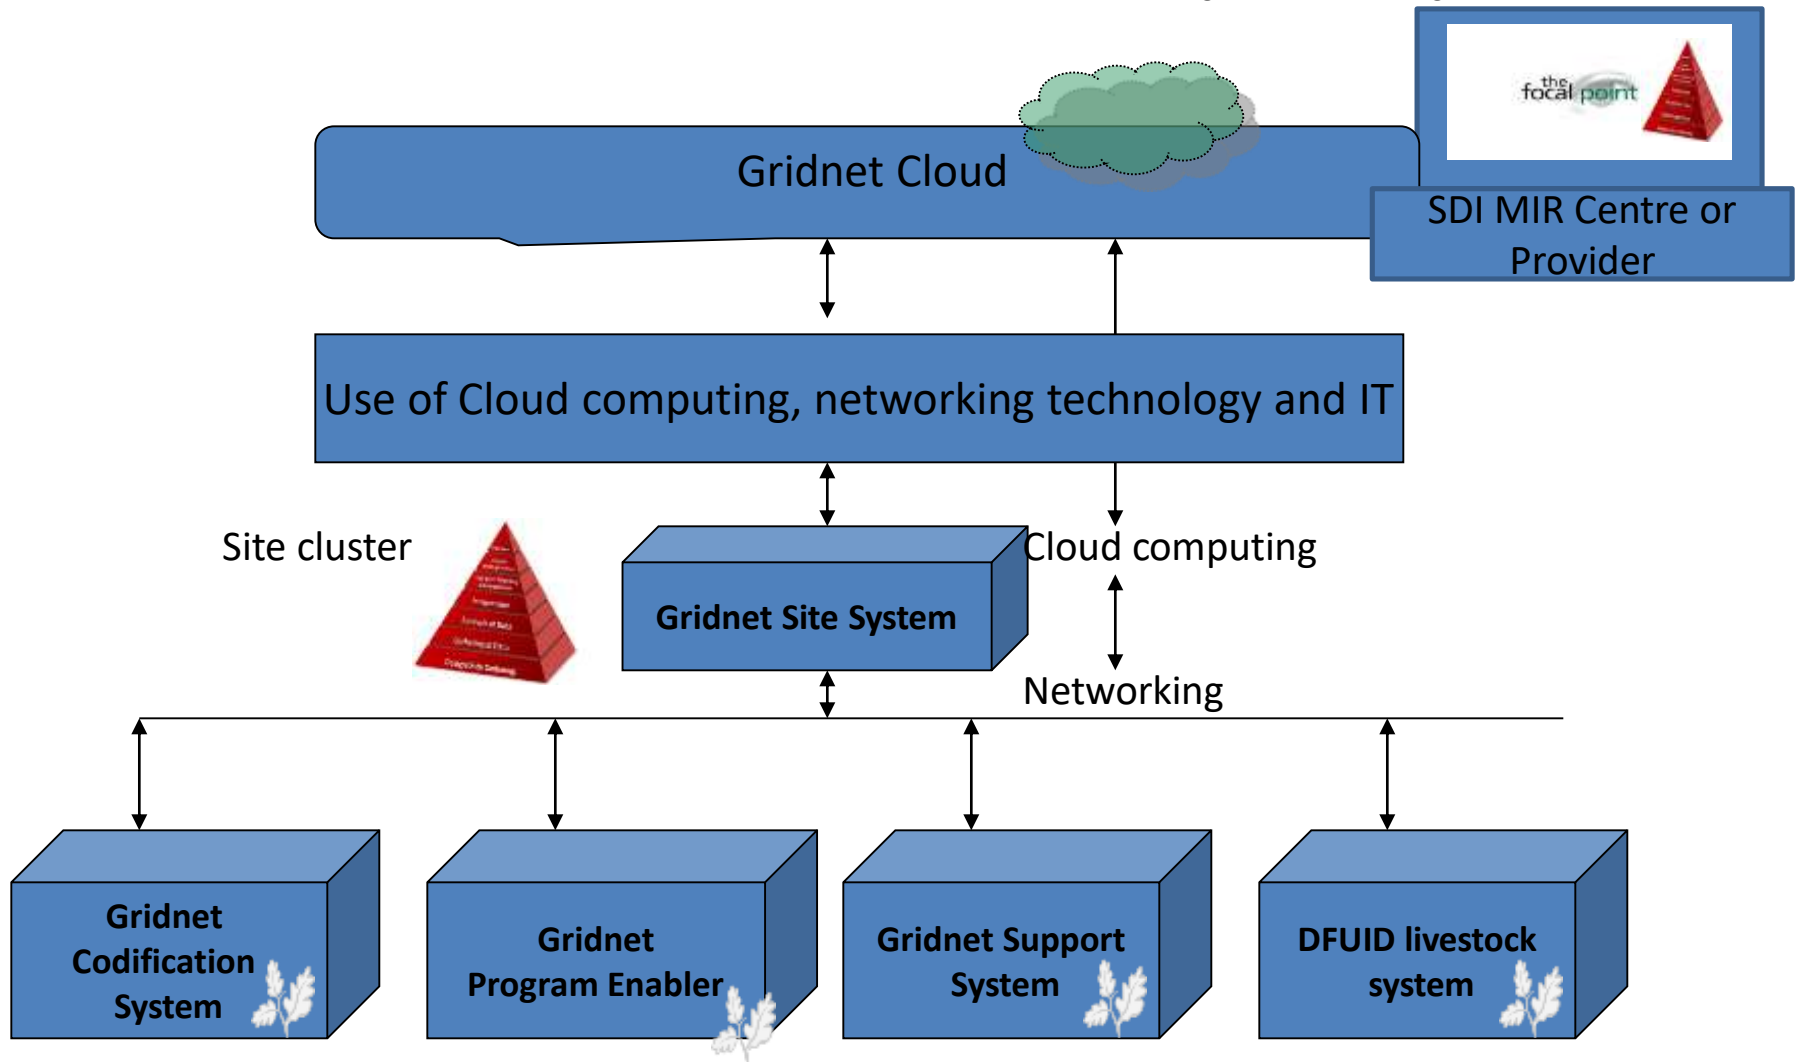 the
focal point
Gridnet Cloud
SDI MIR Centre or
Provider
Use of Cloud computing, networking technology and IT
Site cluster
Cloud computing
Gridnet Site System
Networking
Gridnet
Codification
System
Gridnet
Program Enabler
Gridnet Support
System
DFUID livestock
system